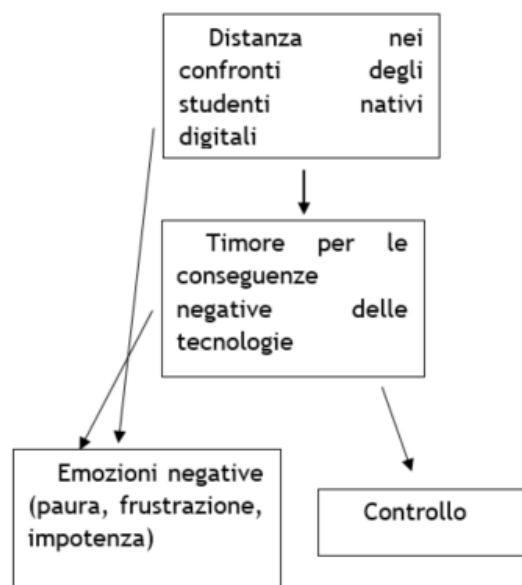 Distanza nei
confronti degli
studenti nativi
digitali
Timore per le
conseguenze
negative delle
tecnologie
Emozioni negative
(paura, frustrazione,
impotenza)
Controllo